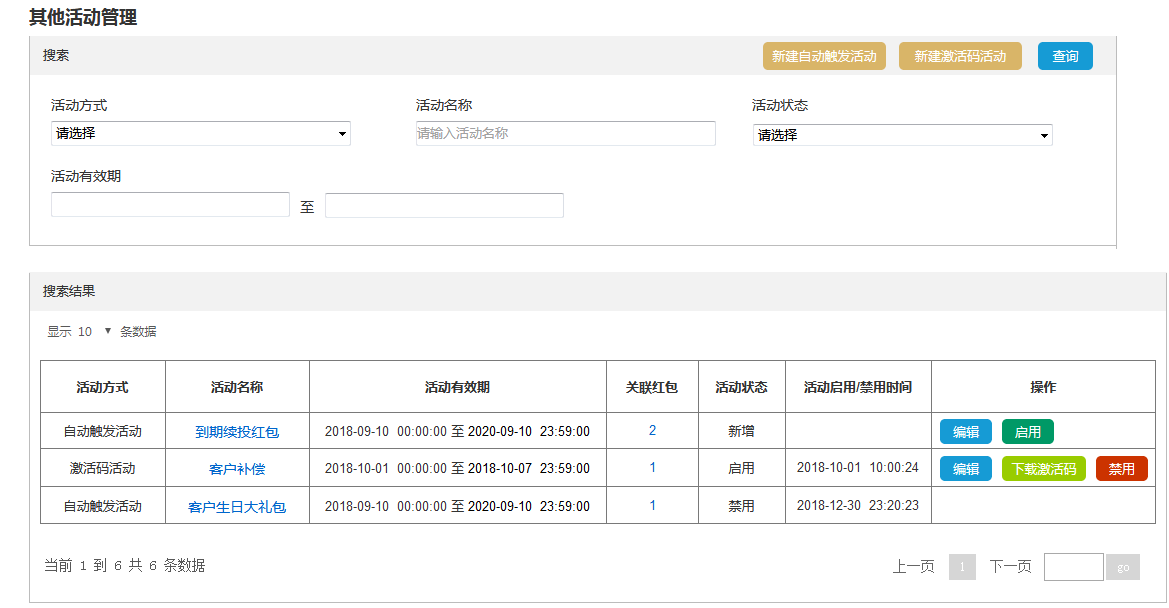 其他活动管理
搜索 新建自动触发活动 新建激活码活动 查询
活动方式 活动名称 活动状态
请选择 请输入活动名称 请选择
活动有效期
至
搜索结果
显示 10 条数据
活动方式 活动名称 活动有效期 关联红包 活动状态 活动启用/禁用时间 操作
自动触发活动 到期续投红包 2018-09-10 00:00:00 至 2020-09-10 23:59:00 2 新增 编辑 启用
激活码活动 客户补偿 2018-10-01 00:00:00 至 2018-10-07 23:59:00 1 启用 2018-10-01 10:00:24 编辑 下载激活码 禁用
自动触发活动 客户生日大礼包 2018-09-10 00:00:00 至 2020-09-10 23:59:00 1 禁用 2018-12-30 23:20:23
当前 1 到 6 共 6 条数据 上一页 1 下一页 go